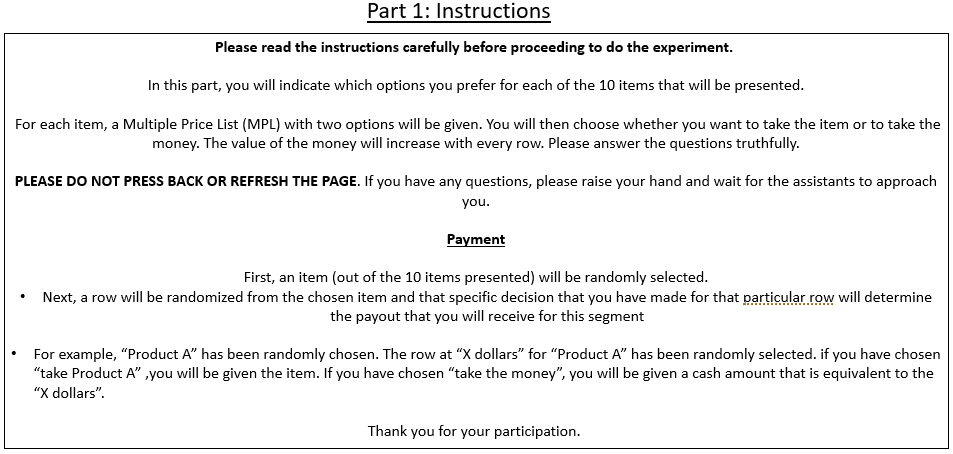 Part 1: Instructions
Please read the instructions carefully before proceeding to do the experiment.
In this part, you will indicate which options you prefer for each of the 10 items that will be presented.
For each item, a Multiple Price List (MPL) with two options will be given. You will then choose whether you want to take the item or to take the
money. The value of the money will increase with every row. Please answer the questions truthfully.
PLEASE DO NOT PRESS BACK OR REFRESH THE PAGE. If you have any questions, please raise your hand and wait for the assistants to approach
you.
Payment
First, an item (out of the 10 items presented) will be randomly selected.
• Next, a row will be randomized from the chosen item and that specific decision that you have made for that particular row will determine
the payout that you will receive for this segment
• For example, “Product A” has been randomly chosen. The row at “X dollars” for “Product A” has been randomly selected. if you have chosen
“take Product A” ,you will be given the item. If you have chosen “take the money”, you will be given a cash amount that is equivalent to the
“X dollars”.
Thank you for your participation.